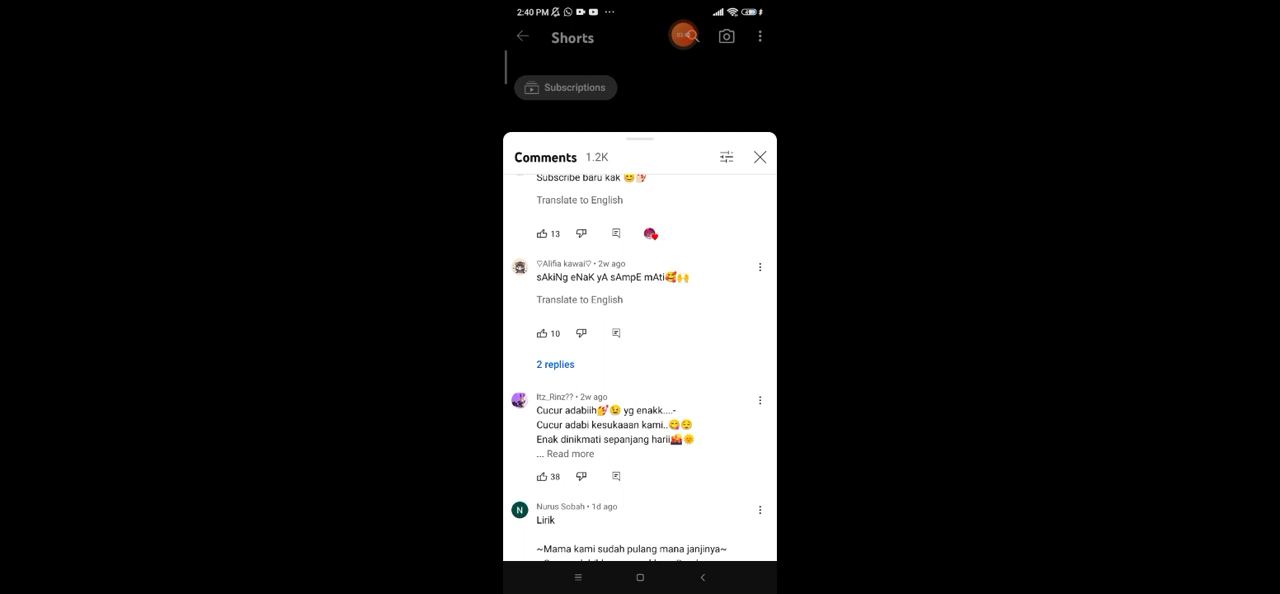 2:40 PM
Shorts
Subscriptions
Comments 1.2K
Subscribe baru kak 😊💅
Translate to English
13
♡Alifia kawai♡ • 2w ago
sAkiNg eNaK yA sAmpE mAti🥰🙌
Translate to English
10
2 replies
Itz_Rinz?? • 2w ago
Cucur adabiih💅😉 yg enakk....-
Cucur adabi kesukaaan kami..😋😌
Enak dinikmati sepanjang harii🌇🌞
... Read more
38
N
Nurus Sobah • 1d ago
Lirik
~Mama kami sudah pulang mana janjinya~